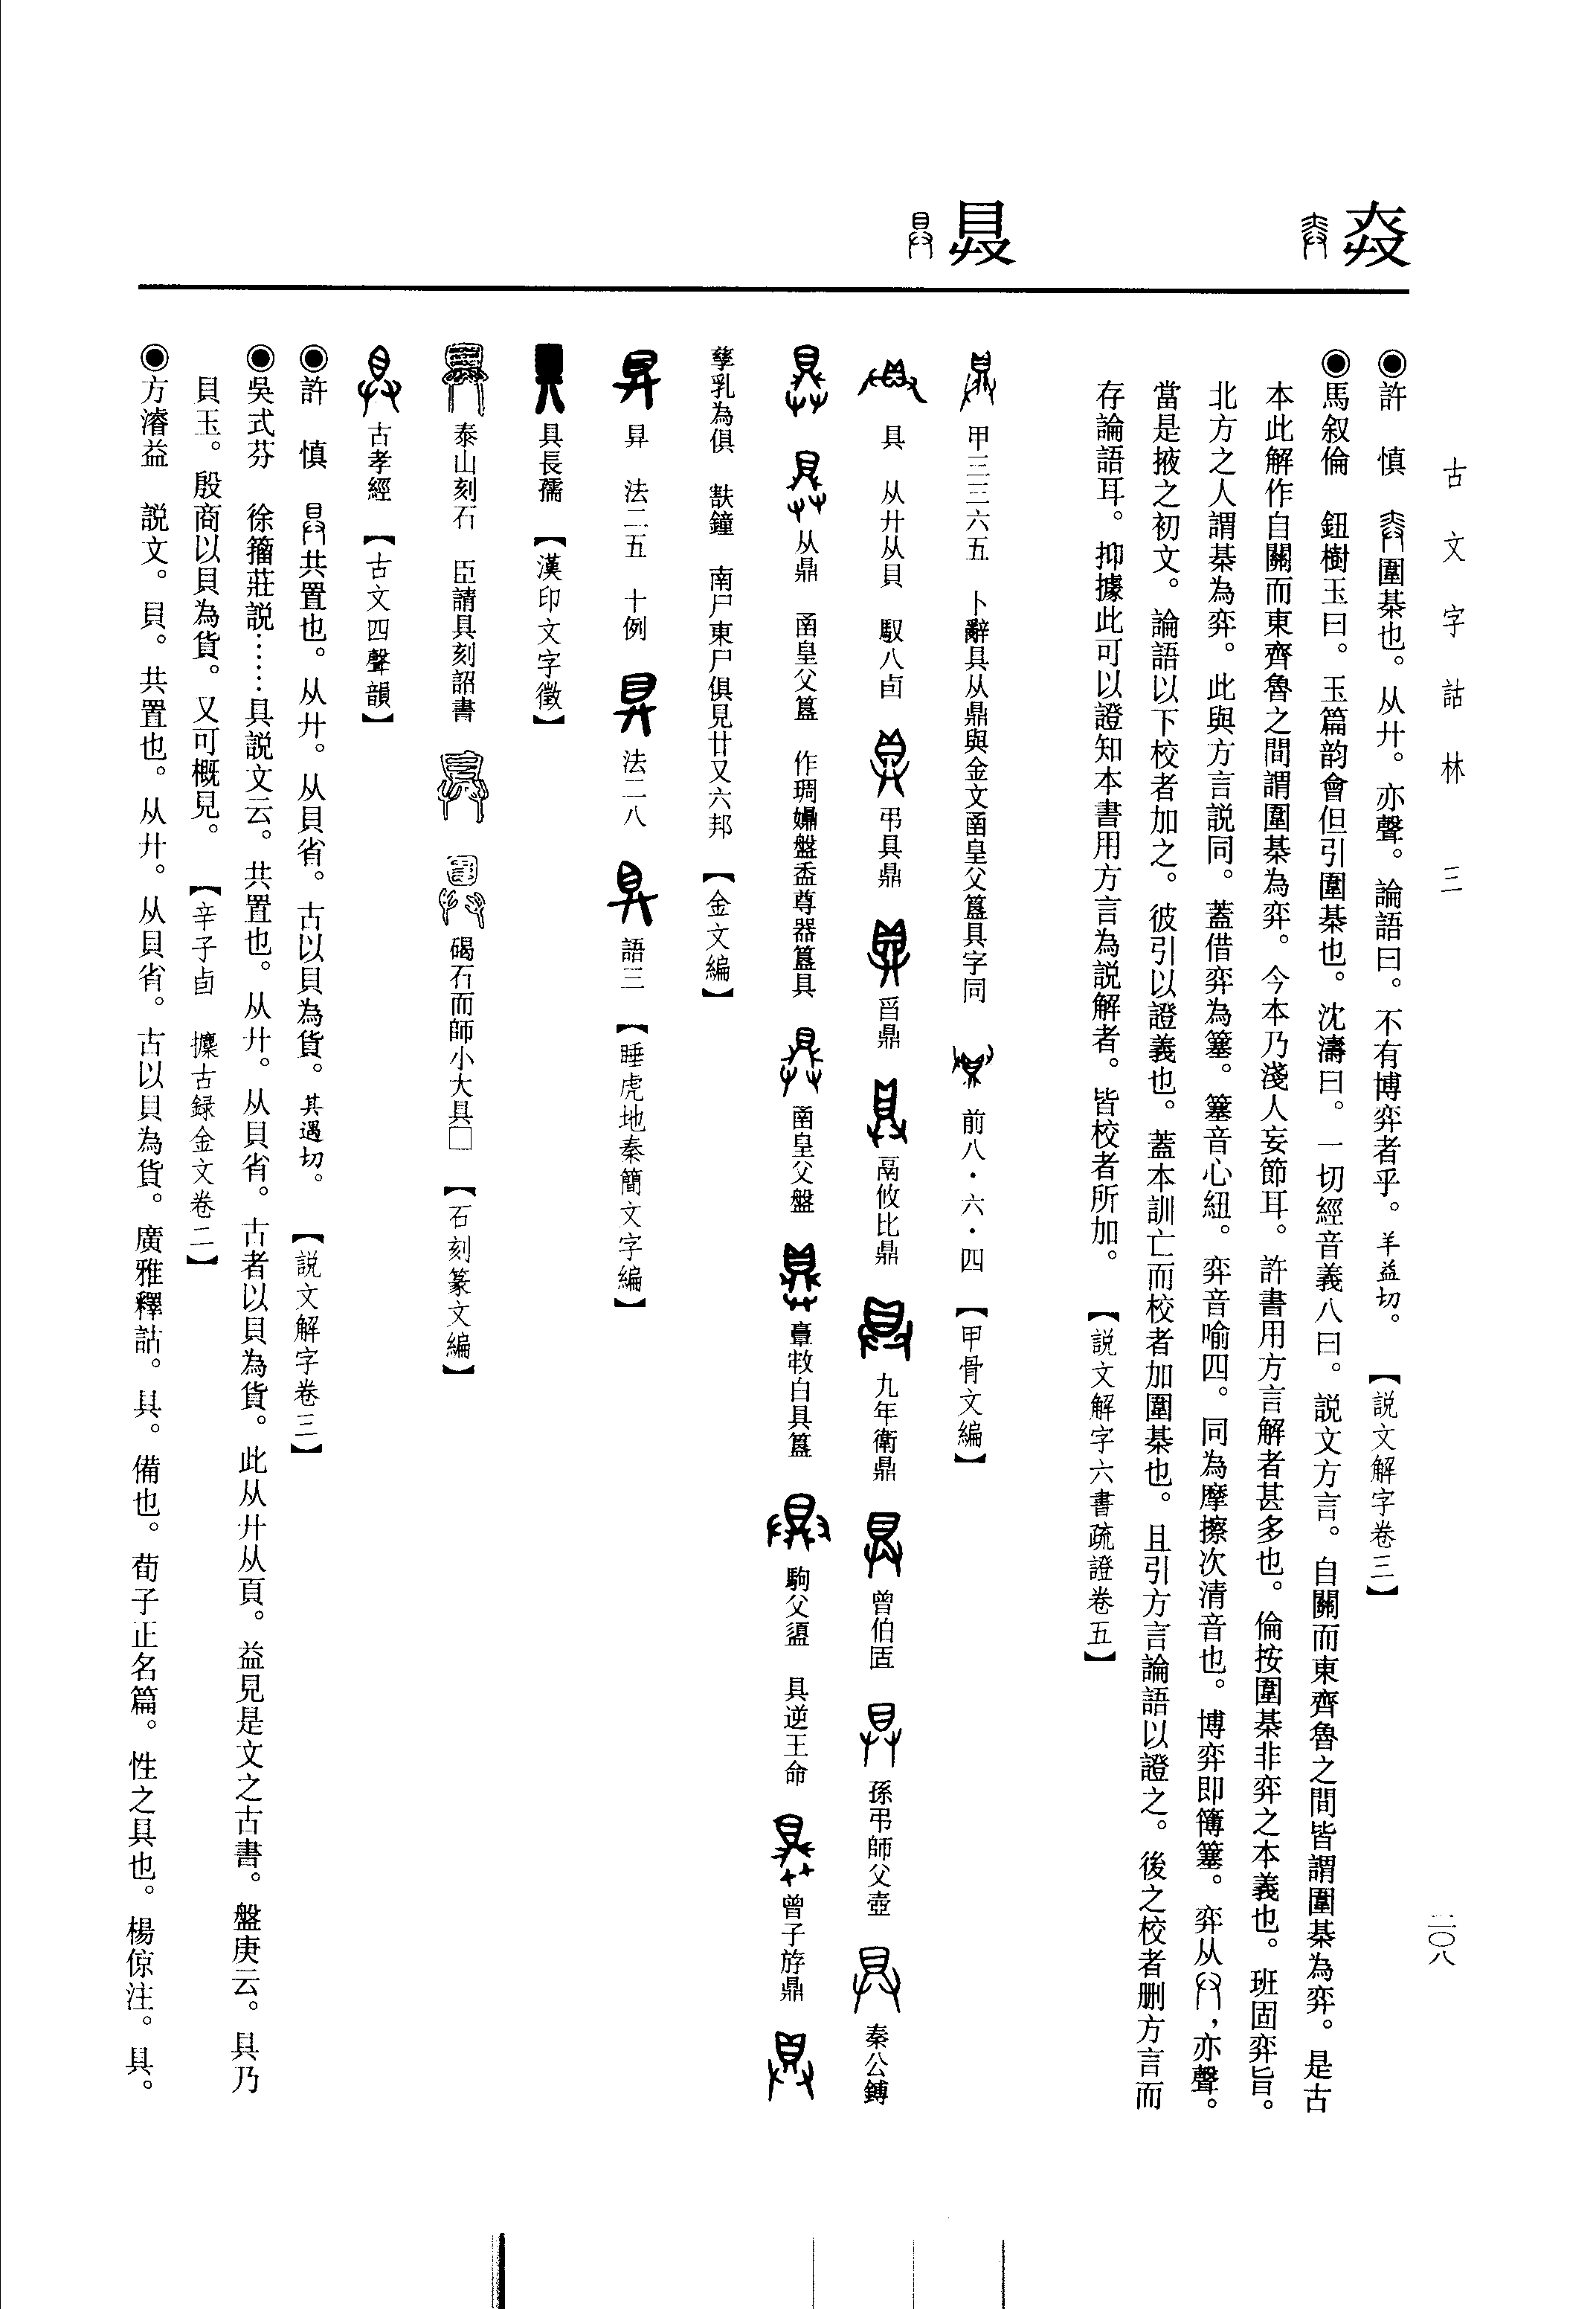 古文字詁林 三
三〇八
◉許 慎 圍棊也。从廾。亦聲。論語曰。不有博弈者乎。羊益切。 【説文解字卷三】
◉馬叙倫 鈕樹玉曰。玉篇韵會但引圍棊也。沈濤曰。一切經音義八曰。説文方言。自關而東齊魯之間皆謂圍棊為弈。是古
本此解作自關而東齊魯之間謂圍棊為弈。今本乃淺人妄節耳。許書用方言解者甚多也。倫按圍棊非弈之本義也。班固弈旨。
北方之人謂棊為弈。此與方言説同。蓋借弈為簺。簺音心紐。弈音喻四。同為摩擦次清音也。博弈即簙簺。弈从，亦聲。
當是掖之初文。論語以下校者加之。彼引以證義也。蓋本訓亡而校者加圍棊也。且引方言論語以證之。後之校者刪方言而
存論語耳。抑據此可以證知本書用方言為説解者。皆校者所加。 【説文解字六書疏證卷五】
甲三三六五 卜辭具从鼎與金文圅皇父簋具字同 前八·六·四 【甲骨文編】
具 从廾从貝 馭八卣 弔具鼎 曶鼎 鬲攸比鼎 九年衛鼎 曾伯 孫弔師父壺 秦公鎛
从鼎 圅皇父簋 作琱㜏盤盉尊器簋具 圅皇父盤 白具簋 駒父盨 具逆王命 曾子斿鼎
孳乳為俱 㝬鐘 南尸東尸俱見廿又六邦 【金文編】
昇 法二五 十例 法二八 語三 【睡虎地秦簡文字編】
具長孺 【漢印文字徵】
泰山刻石 臣請具刻詔書 碣石而師小大具□ 【石刻篆文編】
古孝經 【古文四聲韻】
◉許 慎 共置也。从廾。从貝省。古以貝為貨。其遇切。 【説文解字卷三】
◉吳式芬 徐籀莊説……具説文云。共置也。从廾。从貝省。古者以貝為貨。此从廾从頁。益見是文之古書。盤庚云。具乃
貝玉。殷商以貝為貨。又可概見。 【辛子卣 攈古録金文卷二】
◉方濬益 説文。具。共置也。从廾。从貝省。古以貝為貨。廣雅釋詁。具。備也。荀子正名篇。性之具也。楊倞注。具。